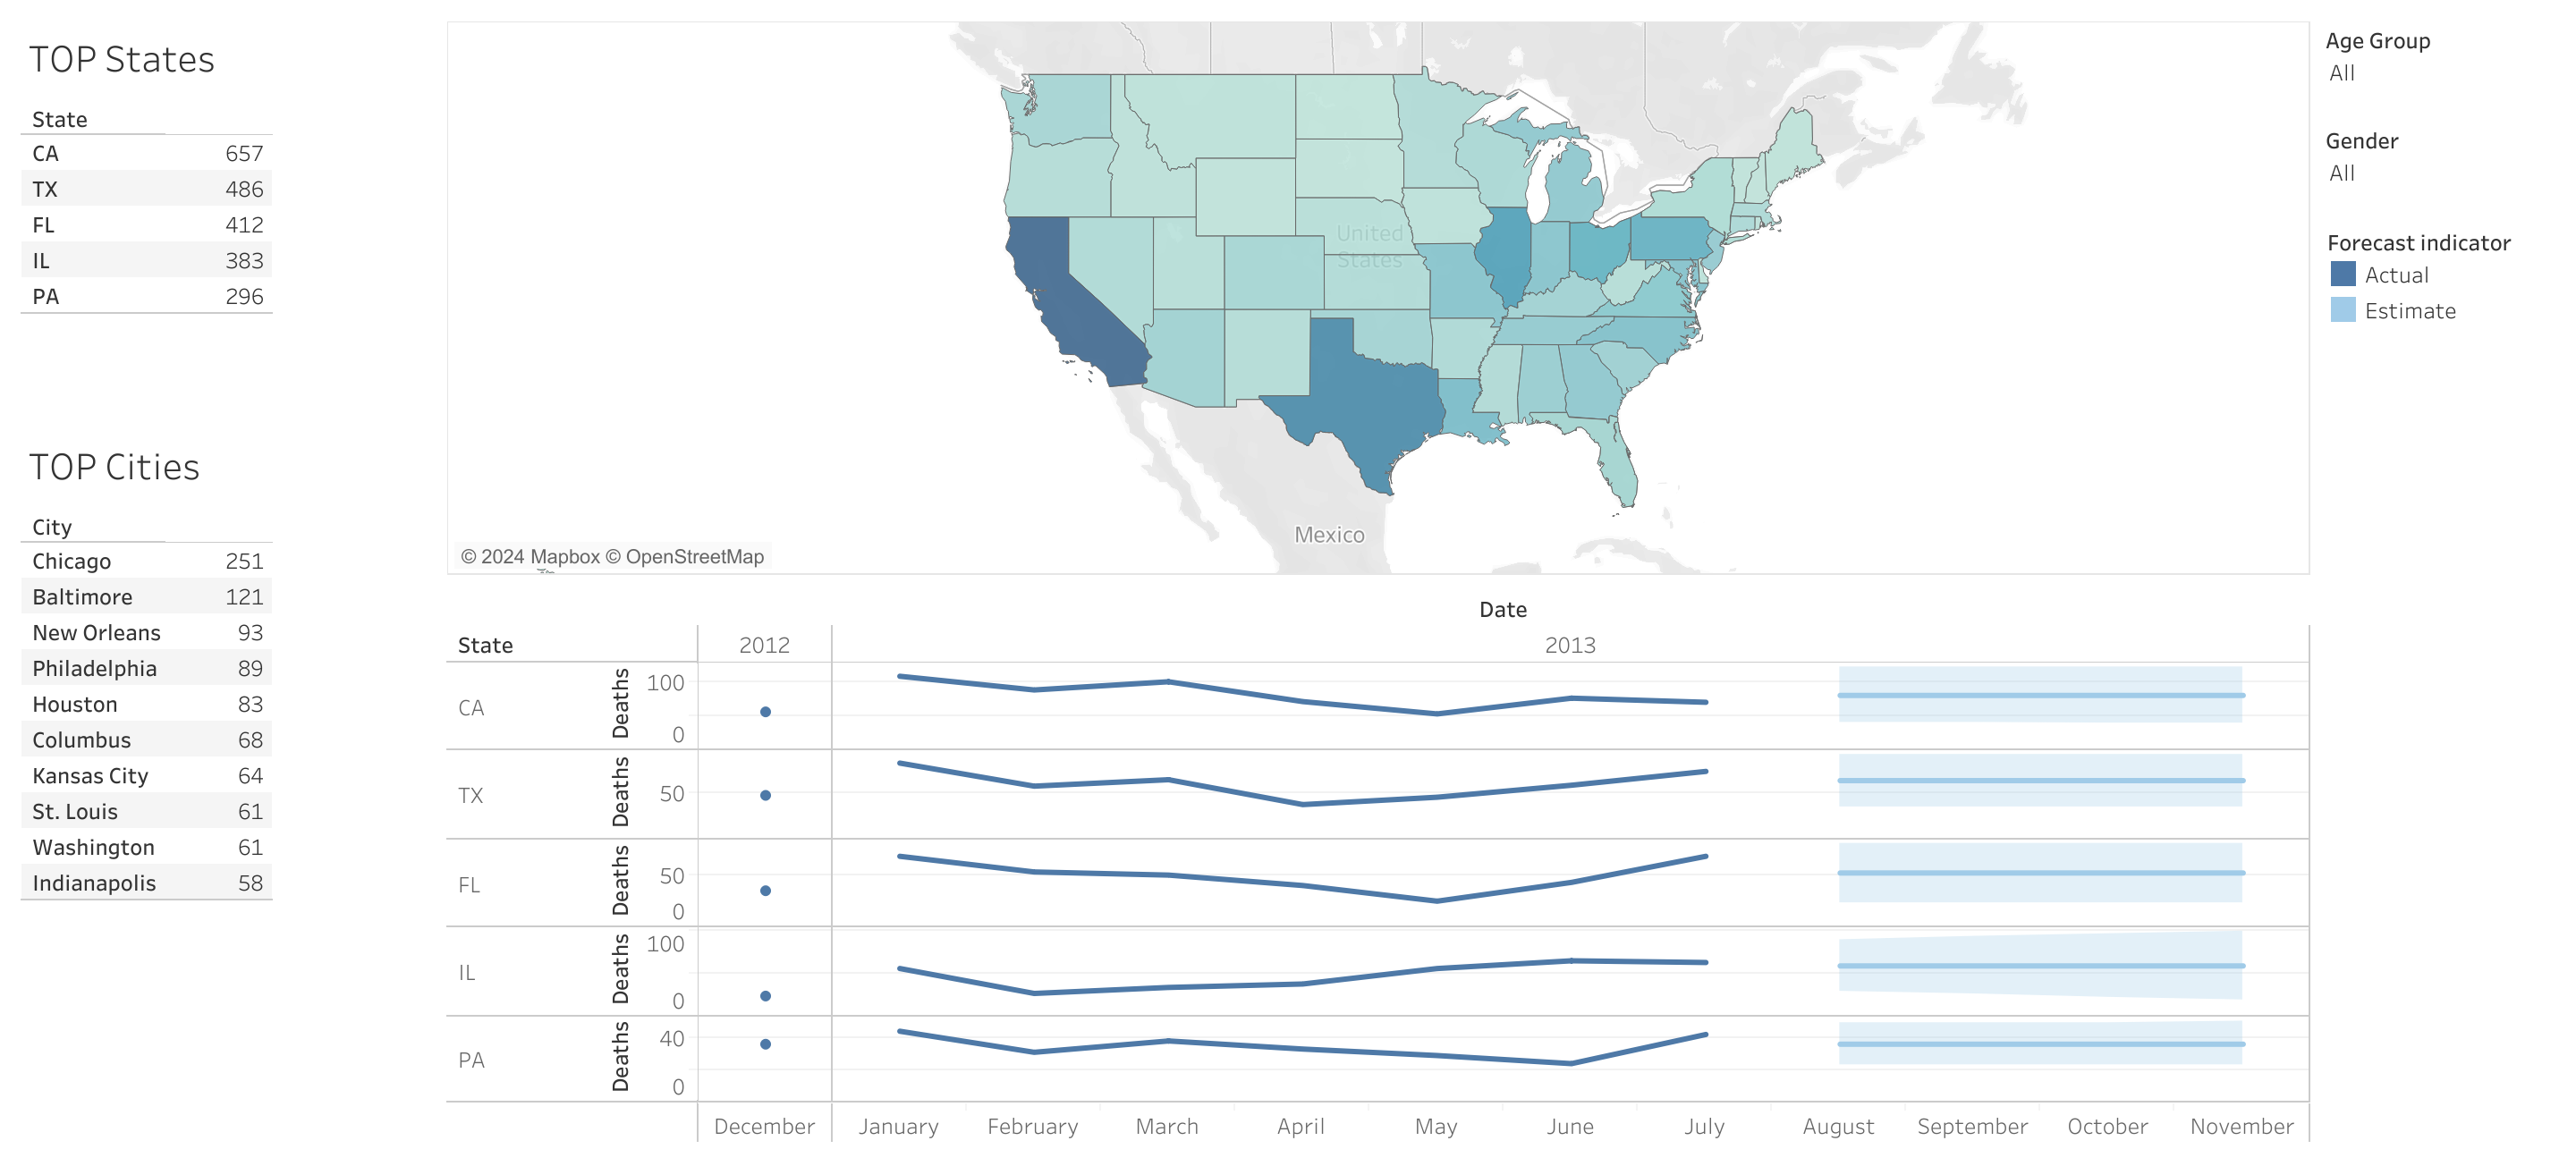 TOP States
State
CA 657
TX 486
FL 412
IL 383
PA 296
TOP Cities
City
Chicago 251
Baltimore 121
New Orleans 93
Philadelphia 89
Houston 83
Columbus 68
Kansas City 64
St. Louis 61
Washington 61
Indianapolis 58
United
States
Mexico
© 2024 Mapbox © OpenStreetMap
Age Group
All
Gender
All
Forecast indicator
Actual
Estimate
Date
State 2012 2013
CA Deaths 100 0
TX Deaths 50
FL Deaths 50 0
IL Deaths 100 0
PA Deaths 40 0
December January February March April May June July August September October November